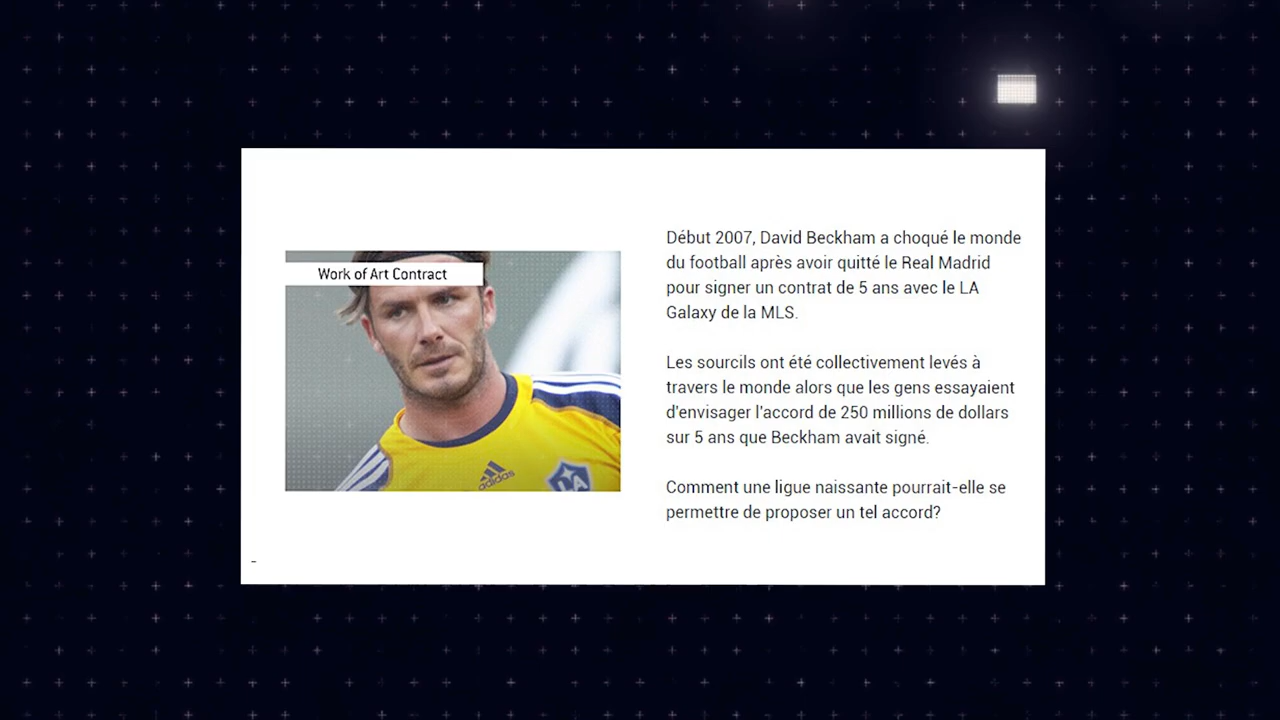 Work of Art Contract
adidas
LA
Début 2007, David Beckham a choqué le monde
du football après avoir quitté le Real Madrid
pour signer un contrat de 5 ans avec le LA
Galaxy de la MLS.
Les sourcils ont été collectivement levés à
travers le monde alors que les gens essayaient
d'envisager l'accord de 250 millions de dollars
sur 5 ans que Beckham avait signé.
Comment une ligue naissante pourrait-elle se
permettre de proposer un tel accord?